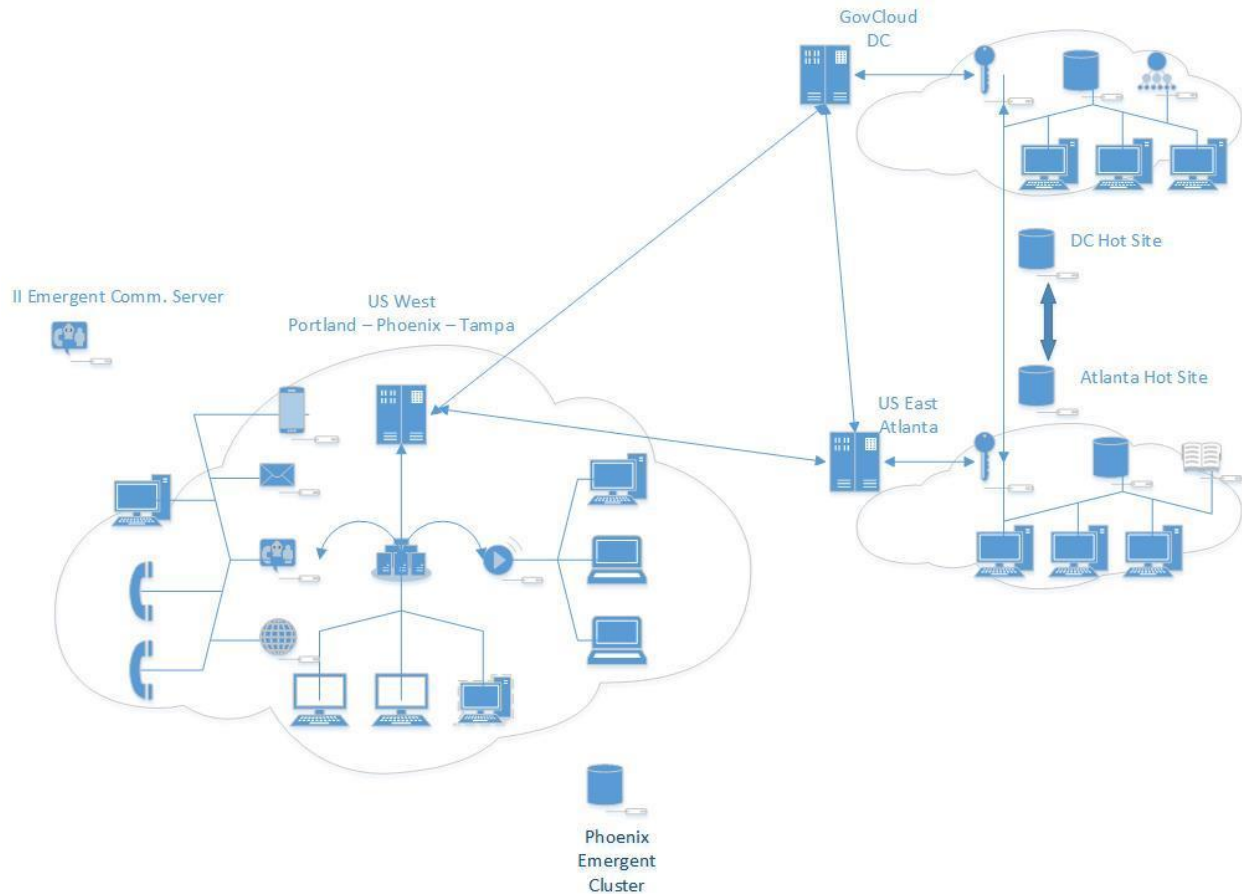 GovCloud
DC
DC Hot Site
II Emergent Comm. Server
US West
Portland – Phoenix – Tampa
Atlanta Hot Site
US East
Atlanta
Phoenix
Emergent
Cluster